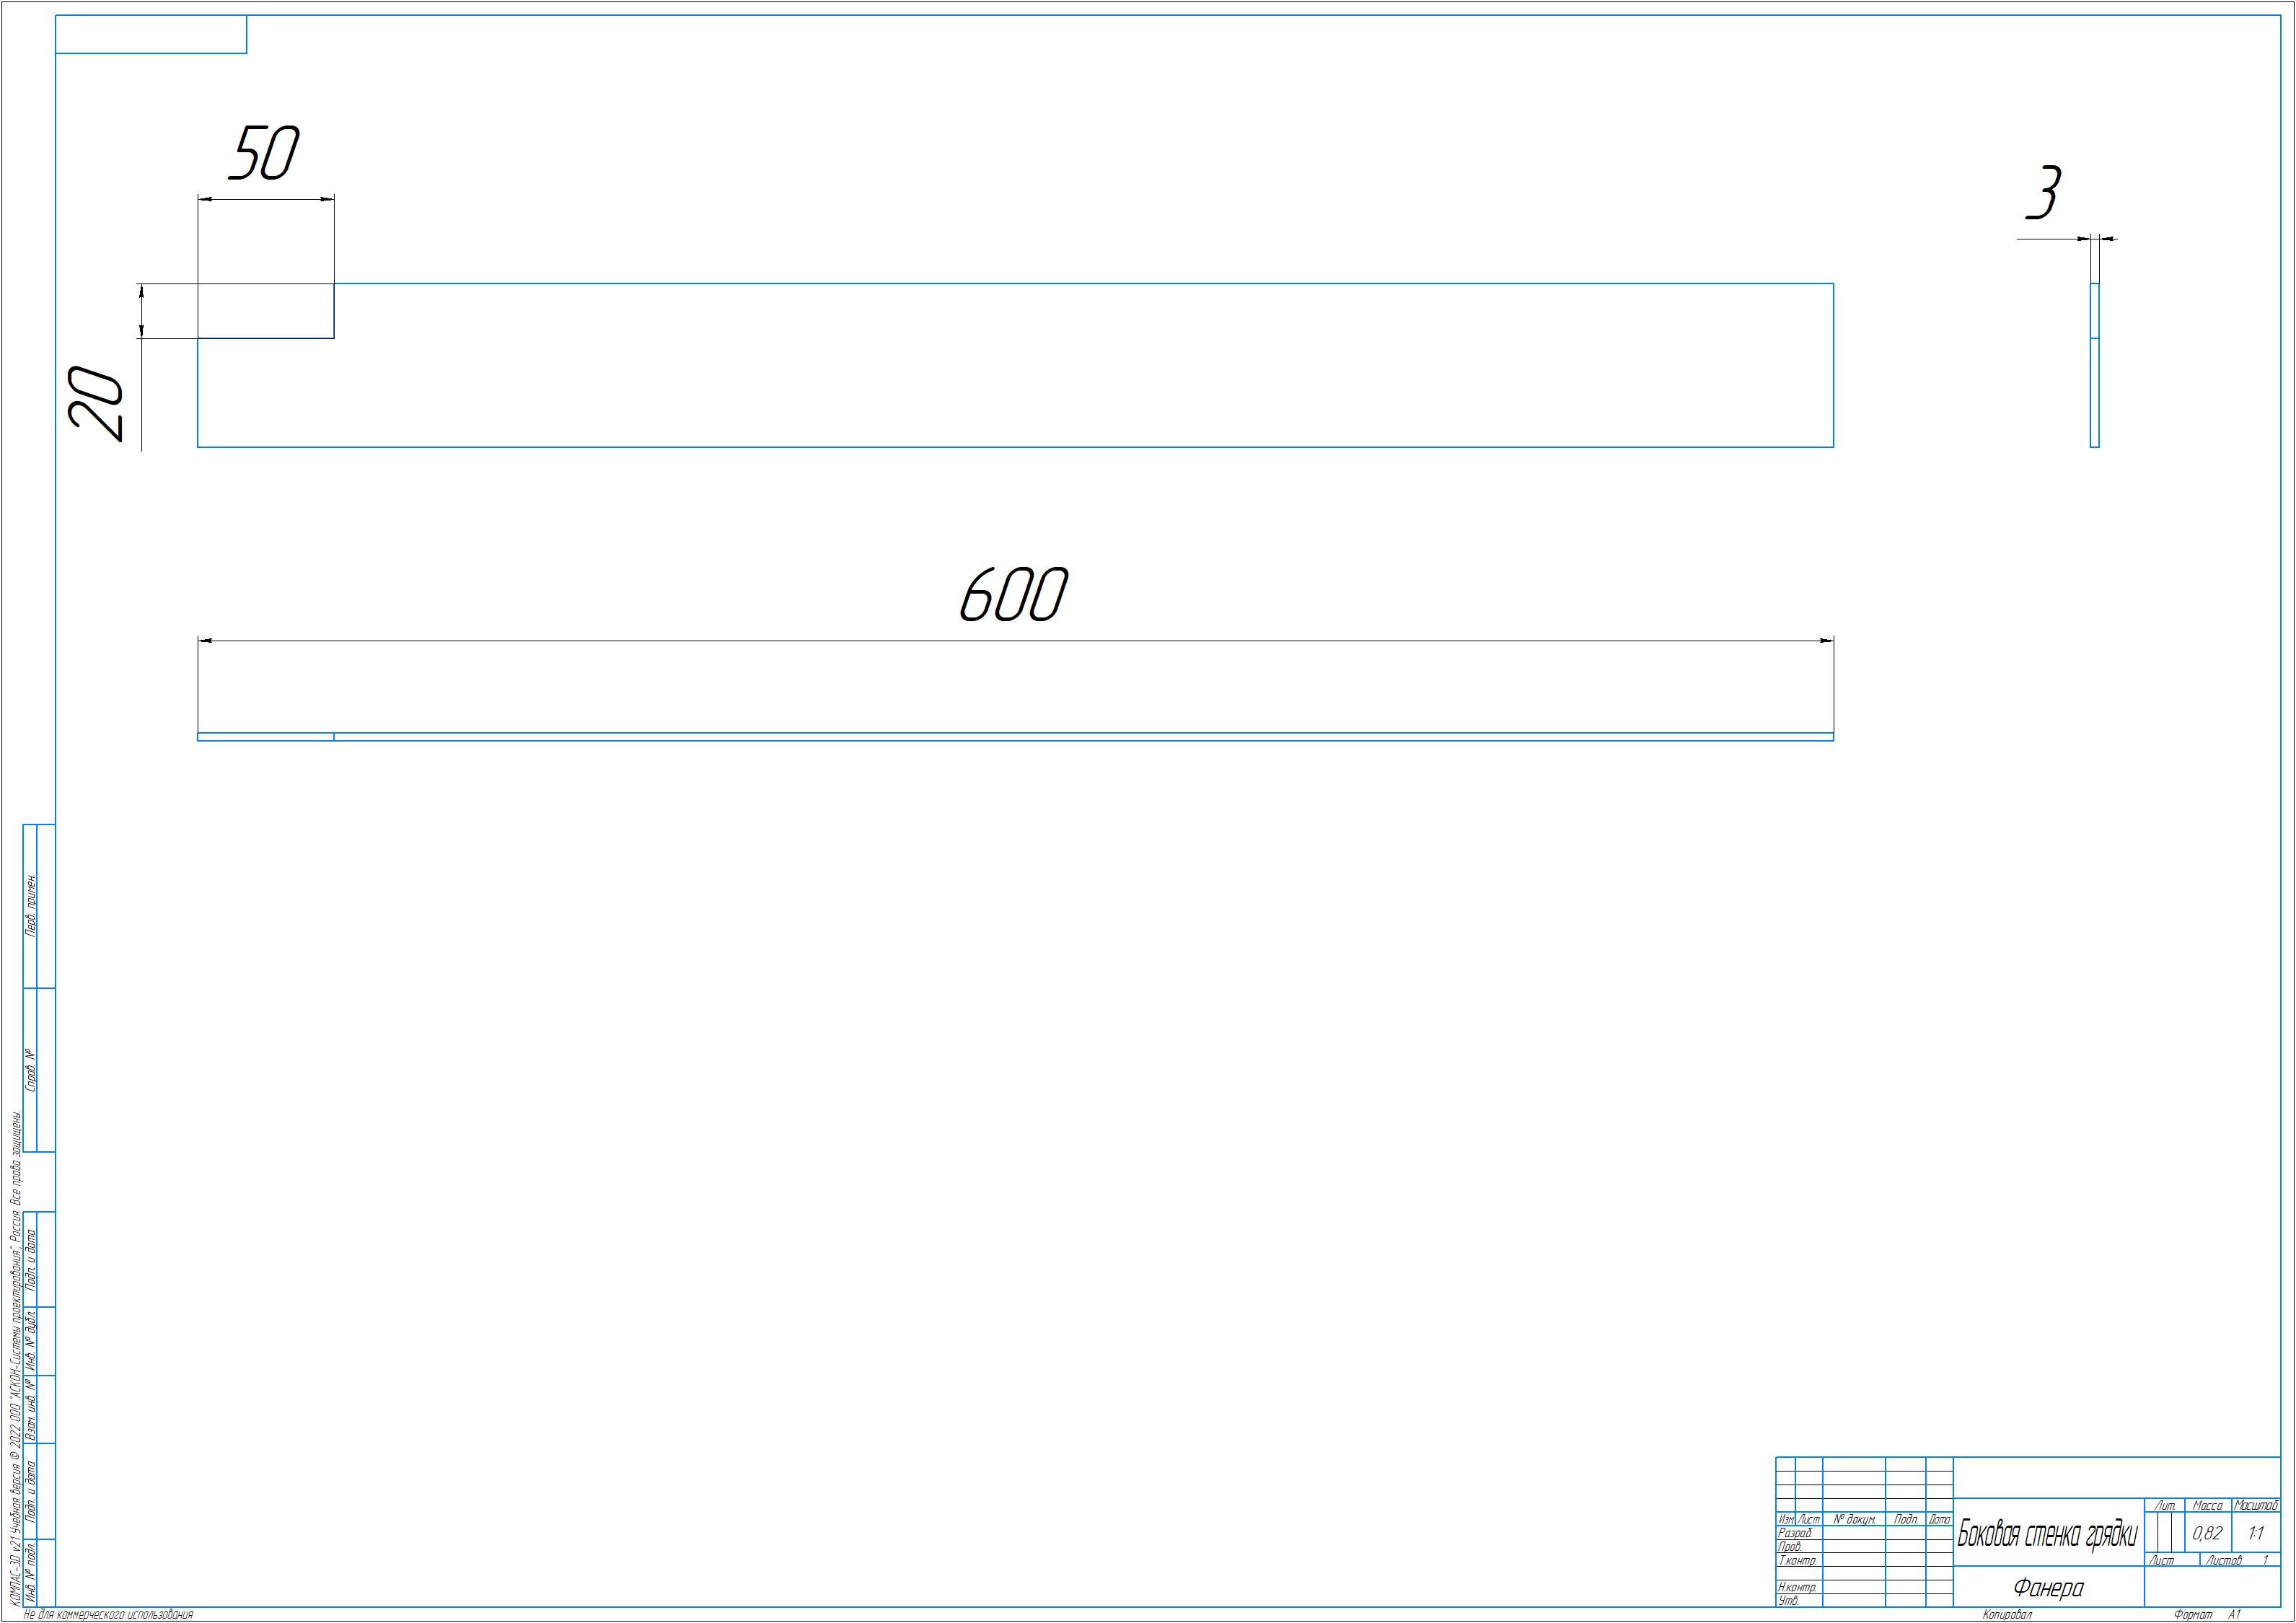 50
3
20
600
Перв. примен.
Справ. №
Подп. и дата
Инв. № дубл.
Взам. инв. №
Подп. и дата
Инв. № подл.
КОМПАС-3D v21 Учебная версия © 2022 ООО "АСКОН-Системы проектирования", Россия. Все права защищены.
Лит. Масса Масштаб
Изм. Лист № докум. Подп. Дата
Разраб.
Пров.
Т.контр.
Н.контр.
Утв.
Боковая стенка грядки
0,82 1:1
Лист Листов 1
Фанера
Не для коммерческого использования
Копировал Формат А1